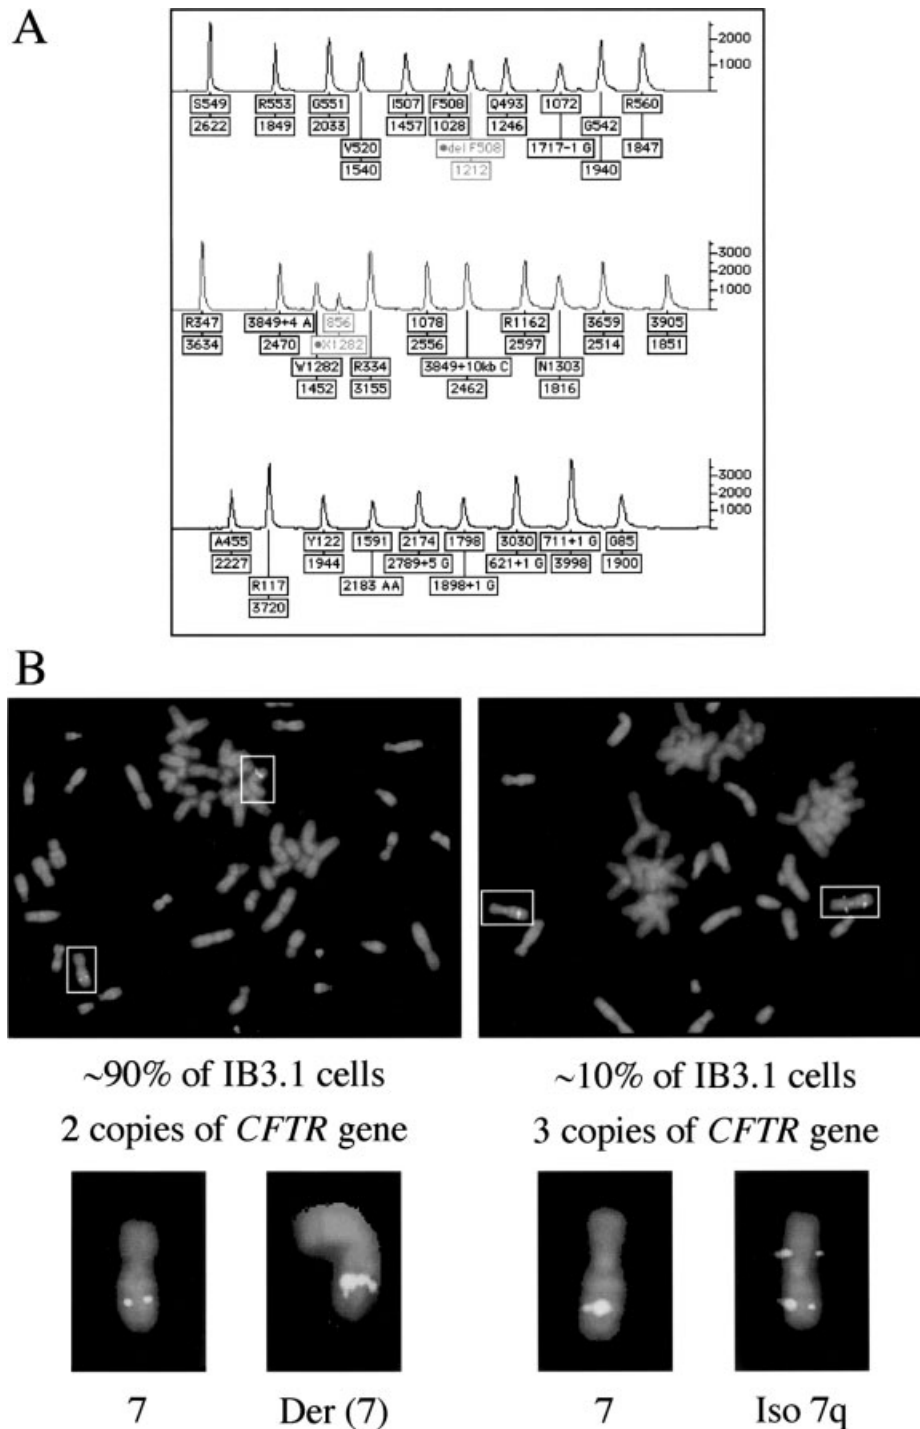 A
2000
1000
S549 R553 G551 I507 F508 Q493 1072 R560
2622 1849 2033 1457 1028 1246 G542 1847
V520 ●del F508 1717-1 G
1540 1212 1940
3000
2000
1000
R347 3849+4 A 856 1078 R1162 3659 3905
3634 2470 ●X1282 2556 2597 2514 1851
W1282 R334 3849+10kb C N1303
1452 3155 2462 1816
3000
2000
1000
A455 Y122 1591 2174 1798 3030 711+1 G G85
2227 1944 2789+5 G 621+1 G 3998 1900
R117 2183 AA 1898+1 G
3720
B
~90% of IB3.1 cells ~10% of IB3.1 cells
2 copies of CFTR gene 3 copies of CFTR gene
7 Der (7) 7 Iso 7q